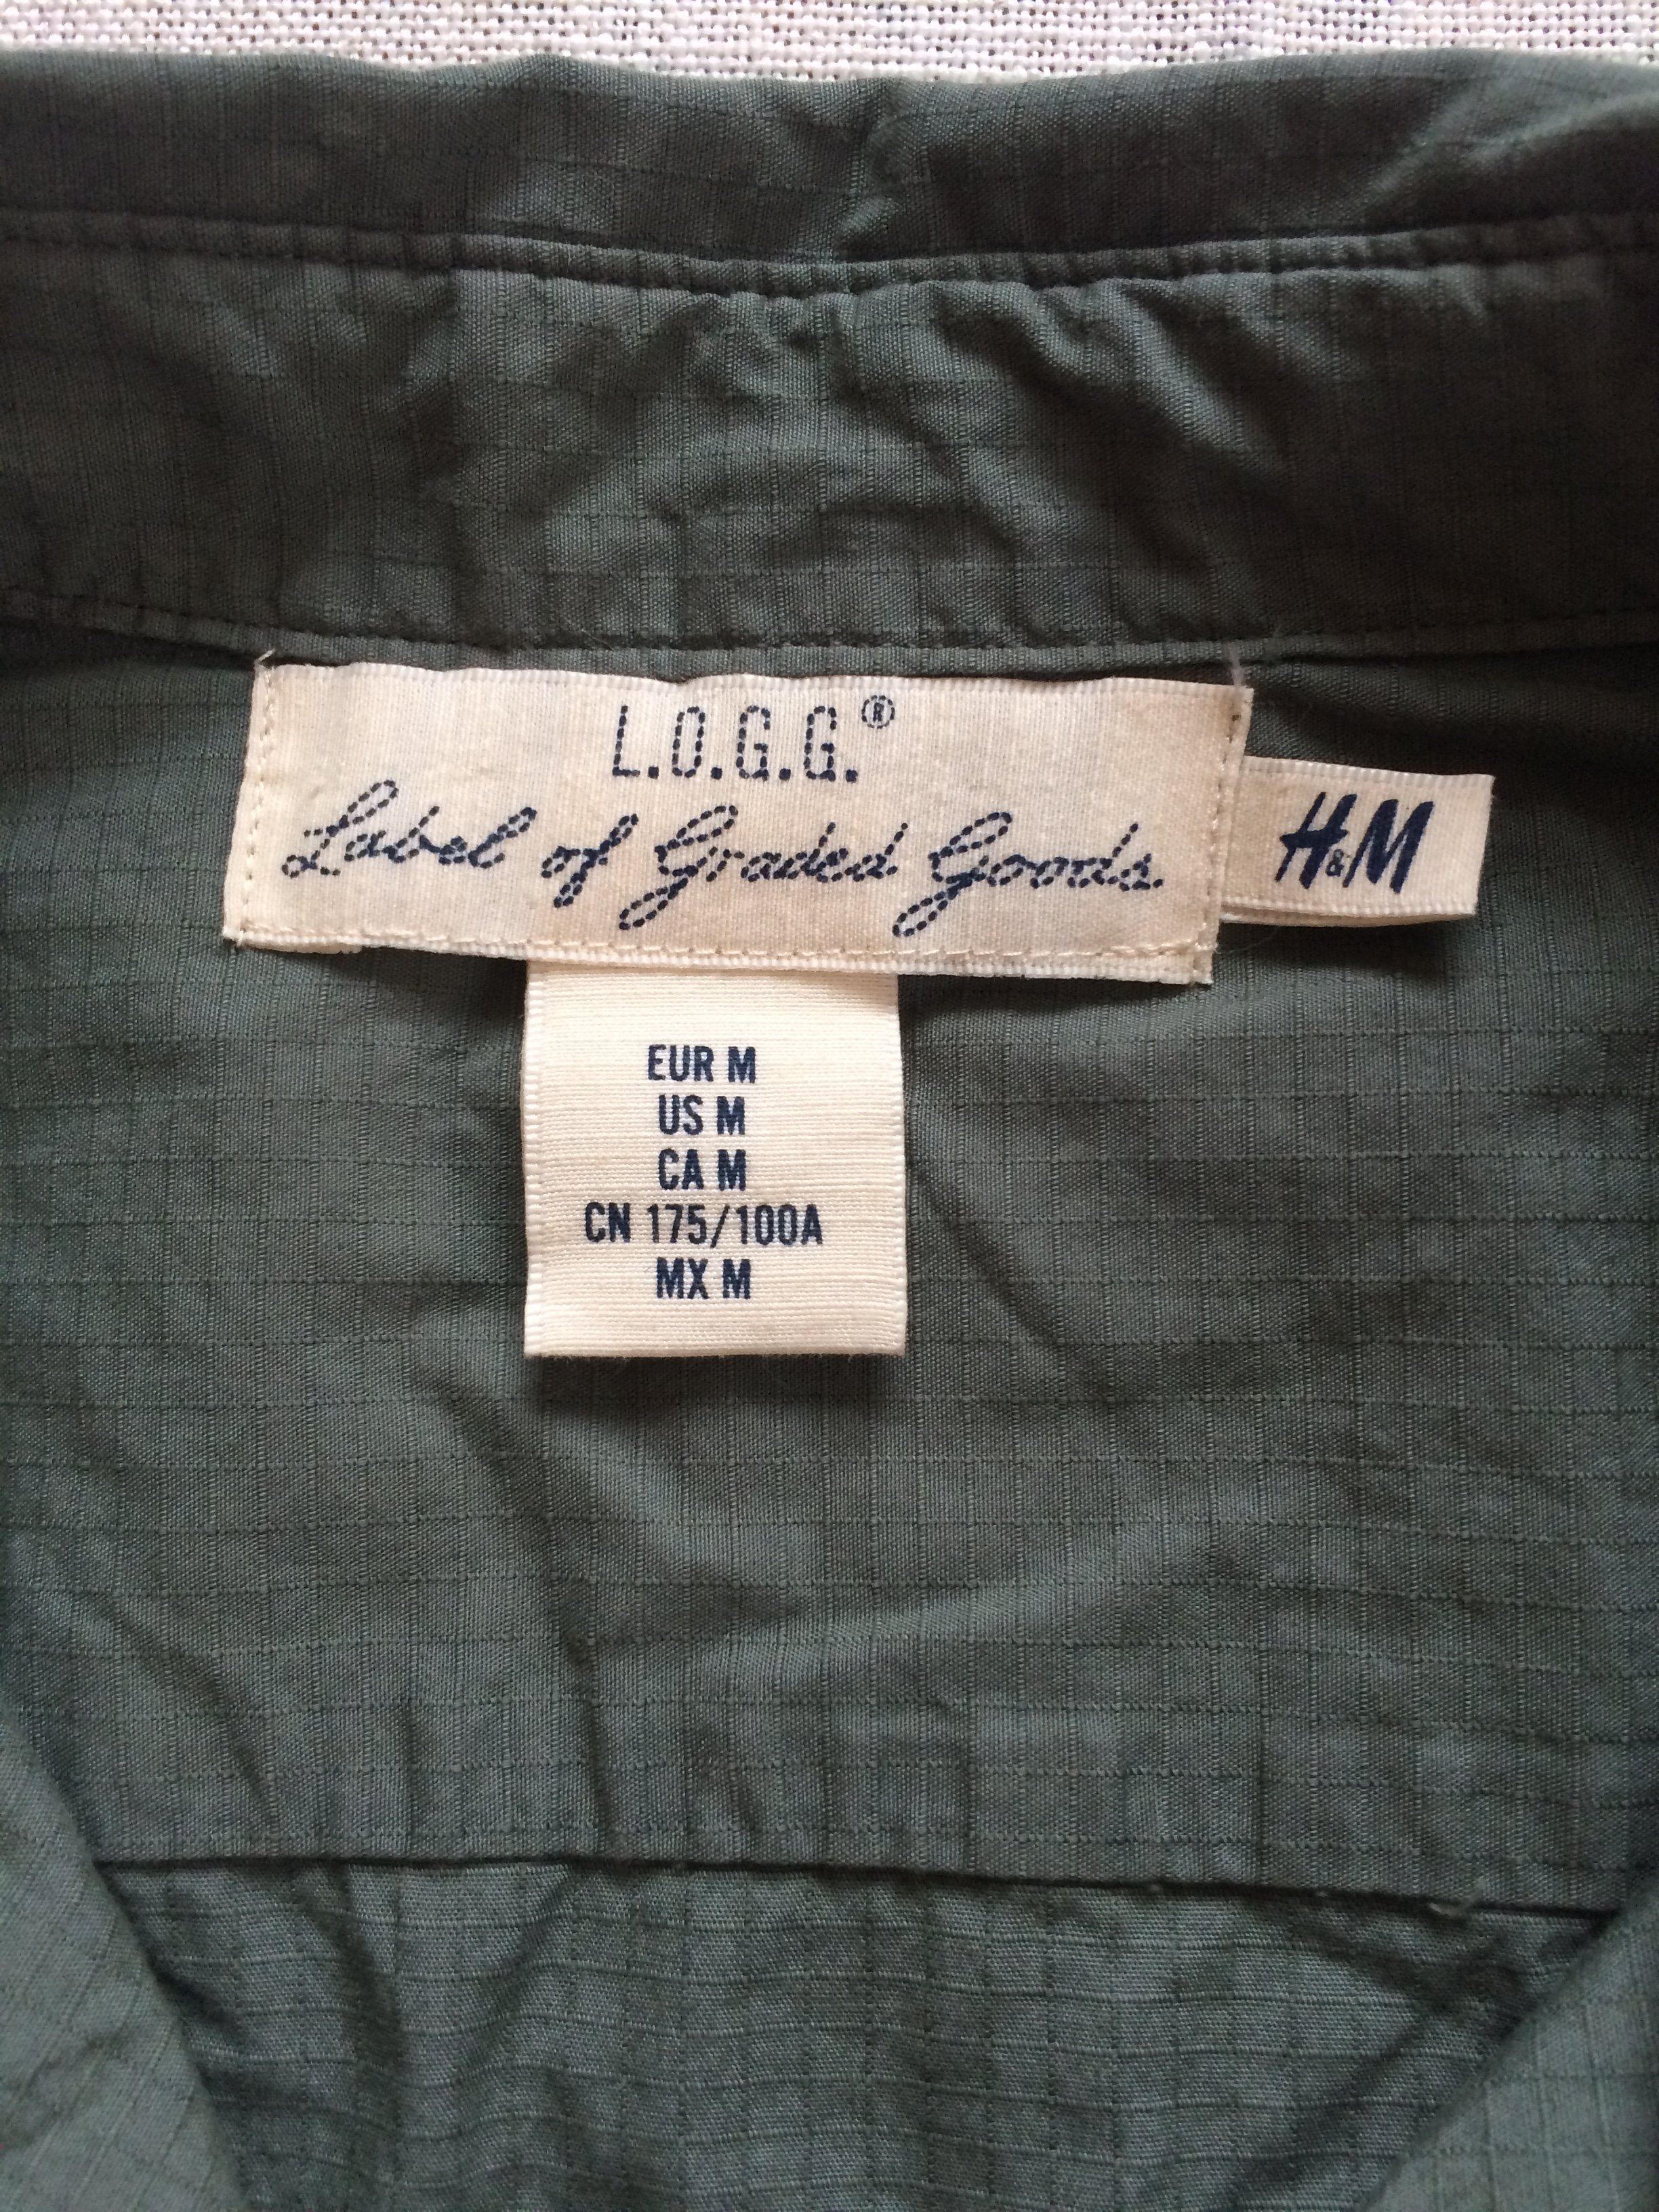 L.O.G.G.®
Label of Graded Goods.
H&M
EUR M
US M
CA M
CN 175/100A
MX M